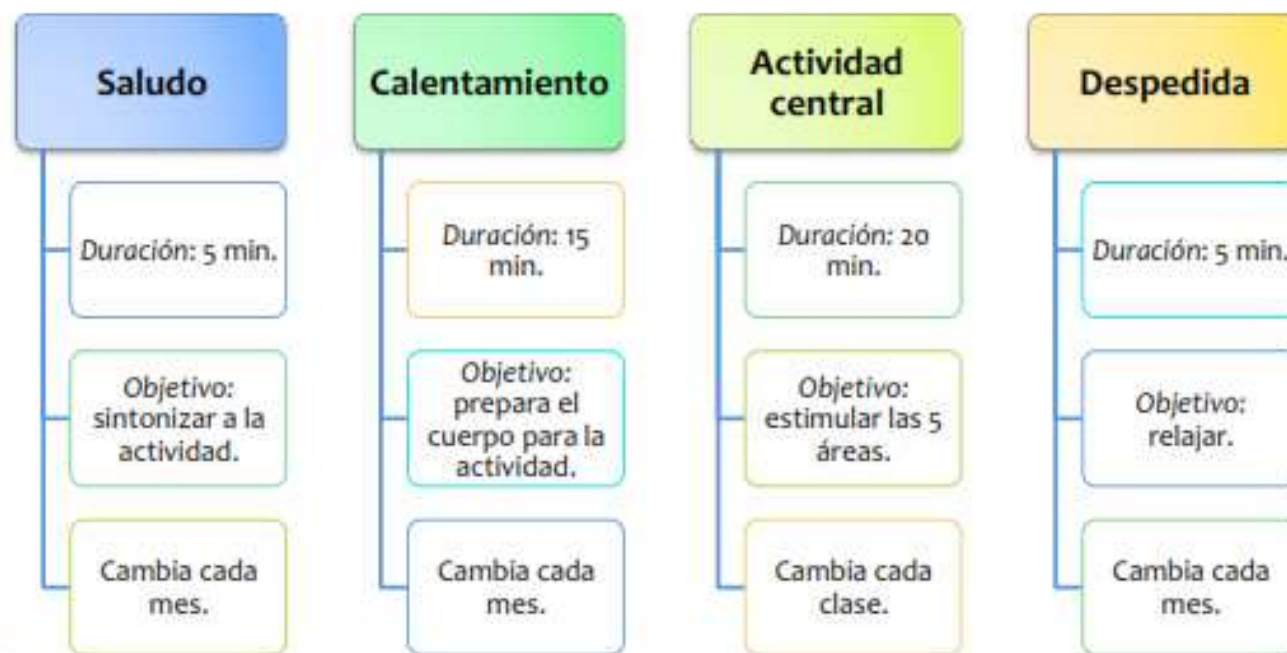 Saludo
Duración: 5 min.
Objetivo:
sintonizar a la
actividad.
Cambia cada
mes.
Calentamiento
Duración: 15
min.
Objetivo:
prepara el
cuerpo para la
actividad.
Cambia cada
mes.
Actividad
central
Duración: 20
min.
Objetivo:
estimular las 5
áreas.
Cambia cada
clase.
Despedida
Duración: 5 min.
Objetivo:
relajar.
Cambia cada
mes.